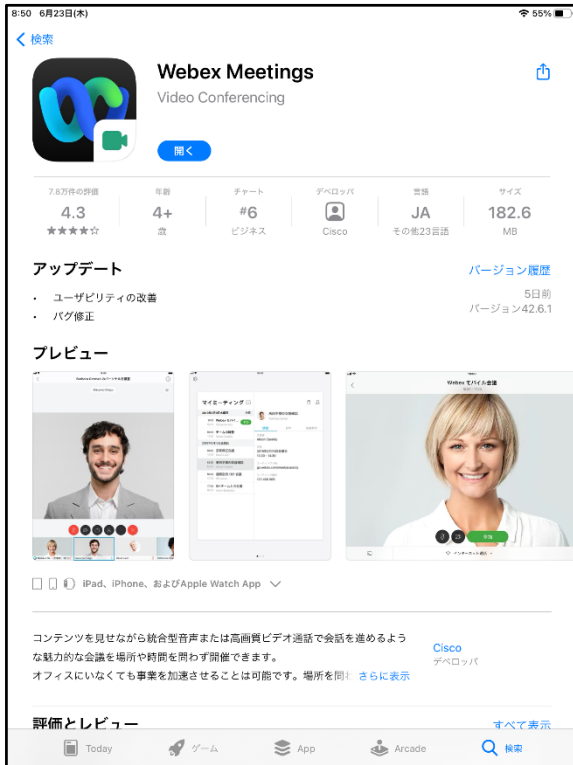 8:50 6月23日(木)
55%
検索
Webex Meetings
Video Conferencing
開く
7.8万件の評価
年齢
チャート
デベロッパ
言語
サイズ
4.3
4+
#6
JA
182.6
★★★★☆
歳
ビジネス
Cisco
その他23言語
MB
アップデート
バージョン履歴
・ ユーザビリティの改善
・ バグ修正
5日前
バージョン42.6.1
プレビュー
マイミーティング
Webex モバイル会議
iPad、iPhone、およびApple Watch App
コンテンツを見せながら統合型音声または高画質ビデオ通話で会話を進めるよう
な魅力的な会議を場所や時間を問わず開催できます。
オフィスにいなくても事業を加速させることは可能です。場所を問わ
さらに表示
Cisco
デベロッパ
評価とレビュー
すべて表示
Today
ゲーム
App
Arcade
検索